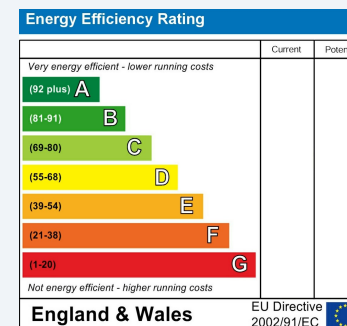 Energy Efficiency Rating
Current Poten
Very energy efficient - lower running costs
(92 plus) A
(81-91) B
(69-80) C
(55-68) D
(39-54) E
(21-38) F
(1-20) G
Not energy efficient - higher running costs
England & Wales
EU Directive
2002/91/EC